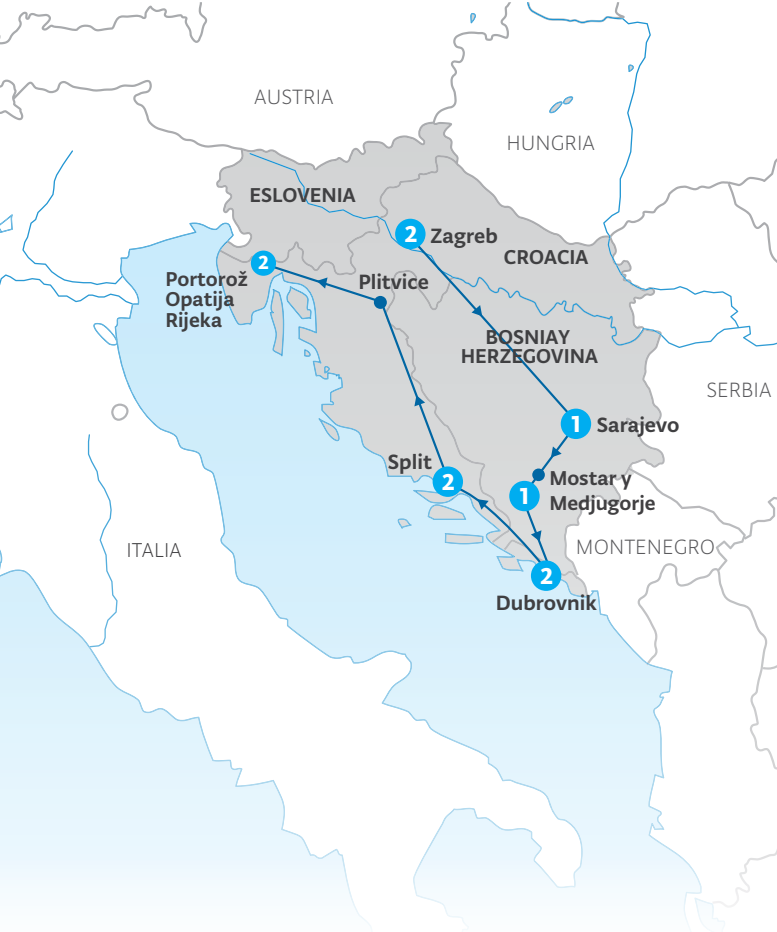 AUSTRIA
HUNGRIA
ESLOVENIA
2 Zagreb
CROACIA
2
Portorož
Opatija
Rijeka
Plitvice
BOSNIAY
HERZEGOVINA
SERBIA
1 Sarajevo
Split
2
Mostar y
1 Medjugorje
ITALIA
MONTENEGRO
2
Dubrovnik